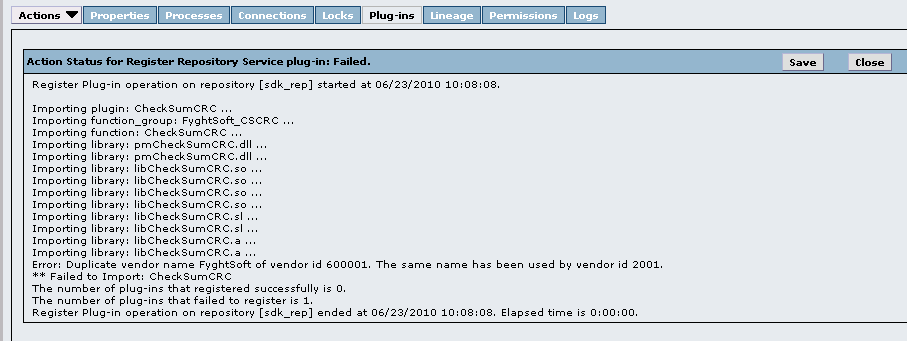 Actions Properties Processes Connections Locks Plug-ins Lineage Permissions Logs
Action Status for Register Repository Service plug-in: Failed. Save Close
Register Plug-in operation on repository [sdk_rep] started at 06/23/2010 10:08:08.
Importing plugin: CheckSumCRC ...
Importing function_group: FyghtSoft_CSCRC ...
Importing function: CheckSumCRC ...
Importing library: pmCheckSumCRC.dll ...
Importing library: pmCheckSumCRC.dll ...
Importing library: libCheckSumCRC.so ...
Importing library: libCheckSumCRC.so ...
Importing library: libCheckSumCRC.so ...
Importing library: libCheckSumCRC.so ...
Importing library: libCheckSumCRC.sl ...
Importing library: libCheckSumCRC.sl ...
Importing library: libCheckSumCRC.a ...
Importing library: libCheckSumCRC.a ...
Error: Duplicate vendor name FyghtSoft of vendor id 600001. The same name has been used by vendor id 2001.
** Failed to Import: CheckSumCRC
The number of plug-ins that registered successfully is 0.
The number of plug-ins that failed to register is 1.
Register Plug-in operation on repository [sdk_rep] ended at 06/23/2010 10:08:08. Elapsed time is 0:00:00.